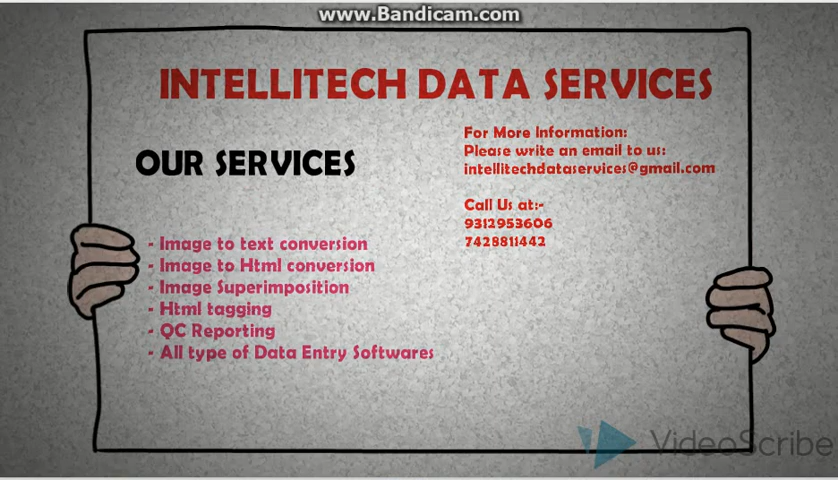 www.Bandicam.com
INTELLITECH DATA SERVICES
OUR SERVICES
- Image to text conversion
- Image to Html conversion
- Image Superimposition
- Html tagging
- QC Reporting
- All type of Data Entry Softwares
For More Information:
Please write an email to us:
intellitechdataservices@gmail.com
Call Us at:-
9312953606
7428811442
VideoScribe